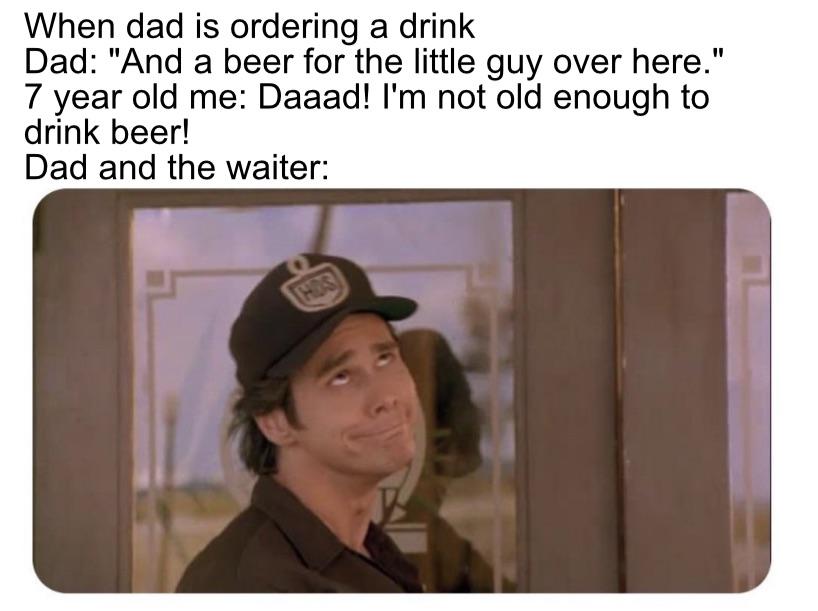 When dad is ordering a drink
Dad: "And a beer for the little guy over here."
7 year old me: Daaad! I'm not old enough to
drink beer!
Dad and the waiter:
HDS